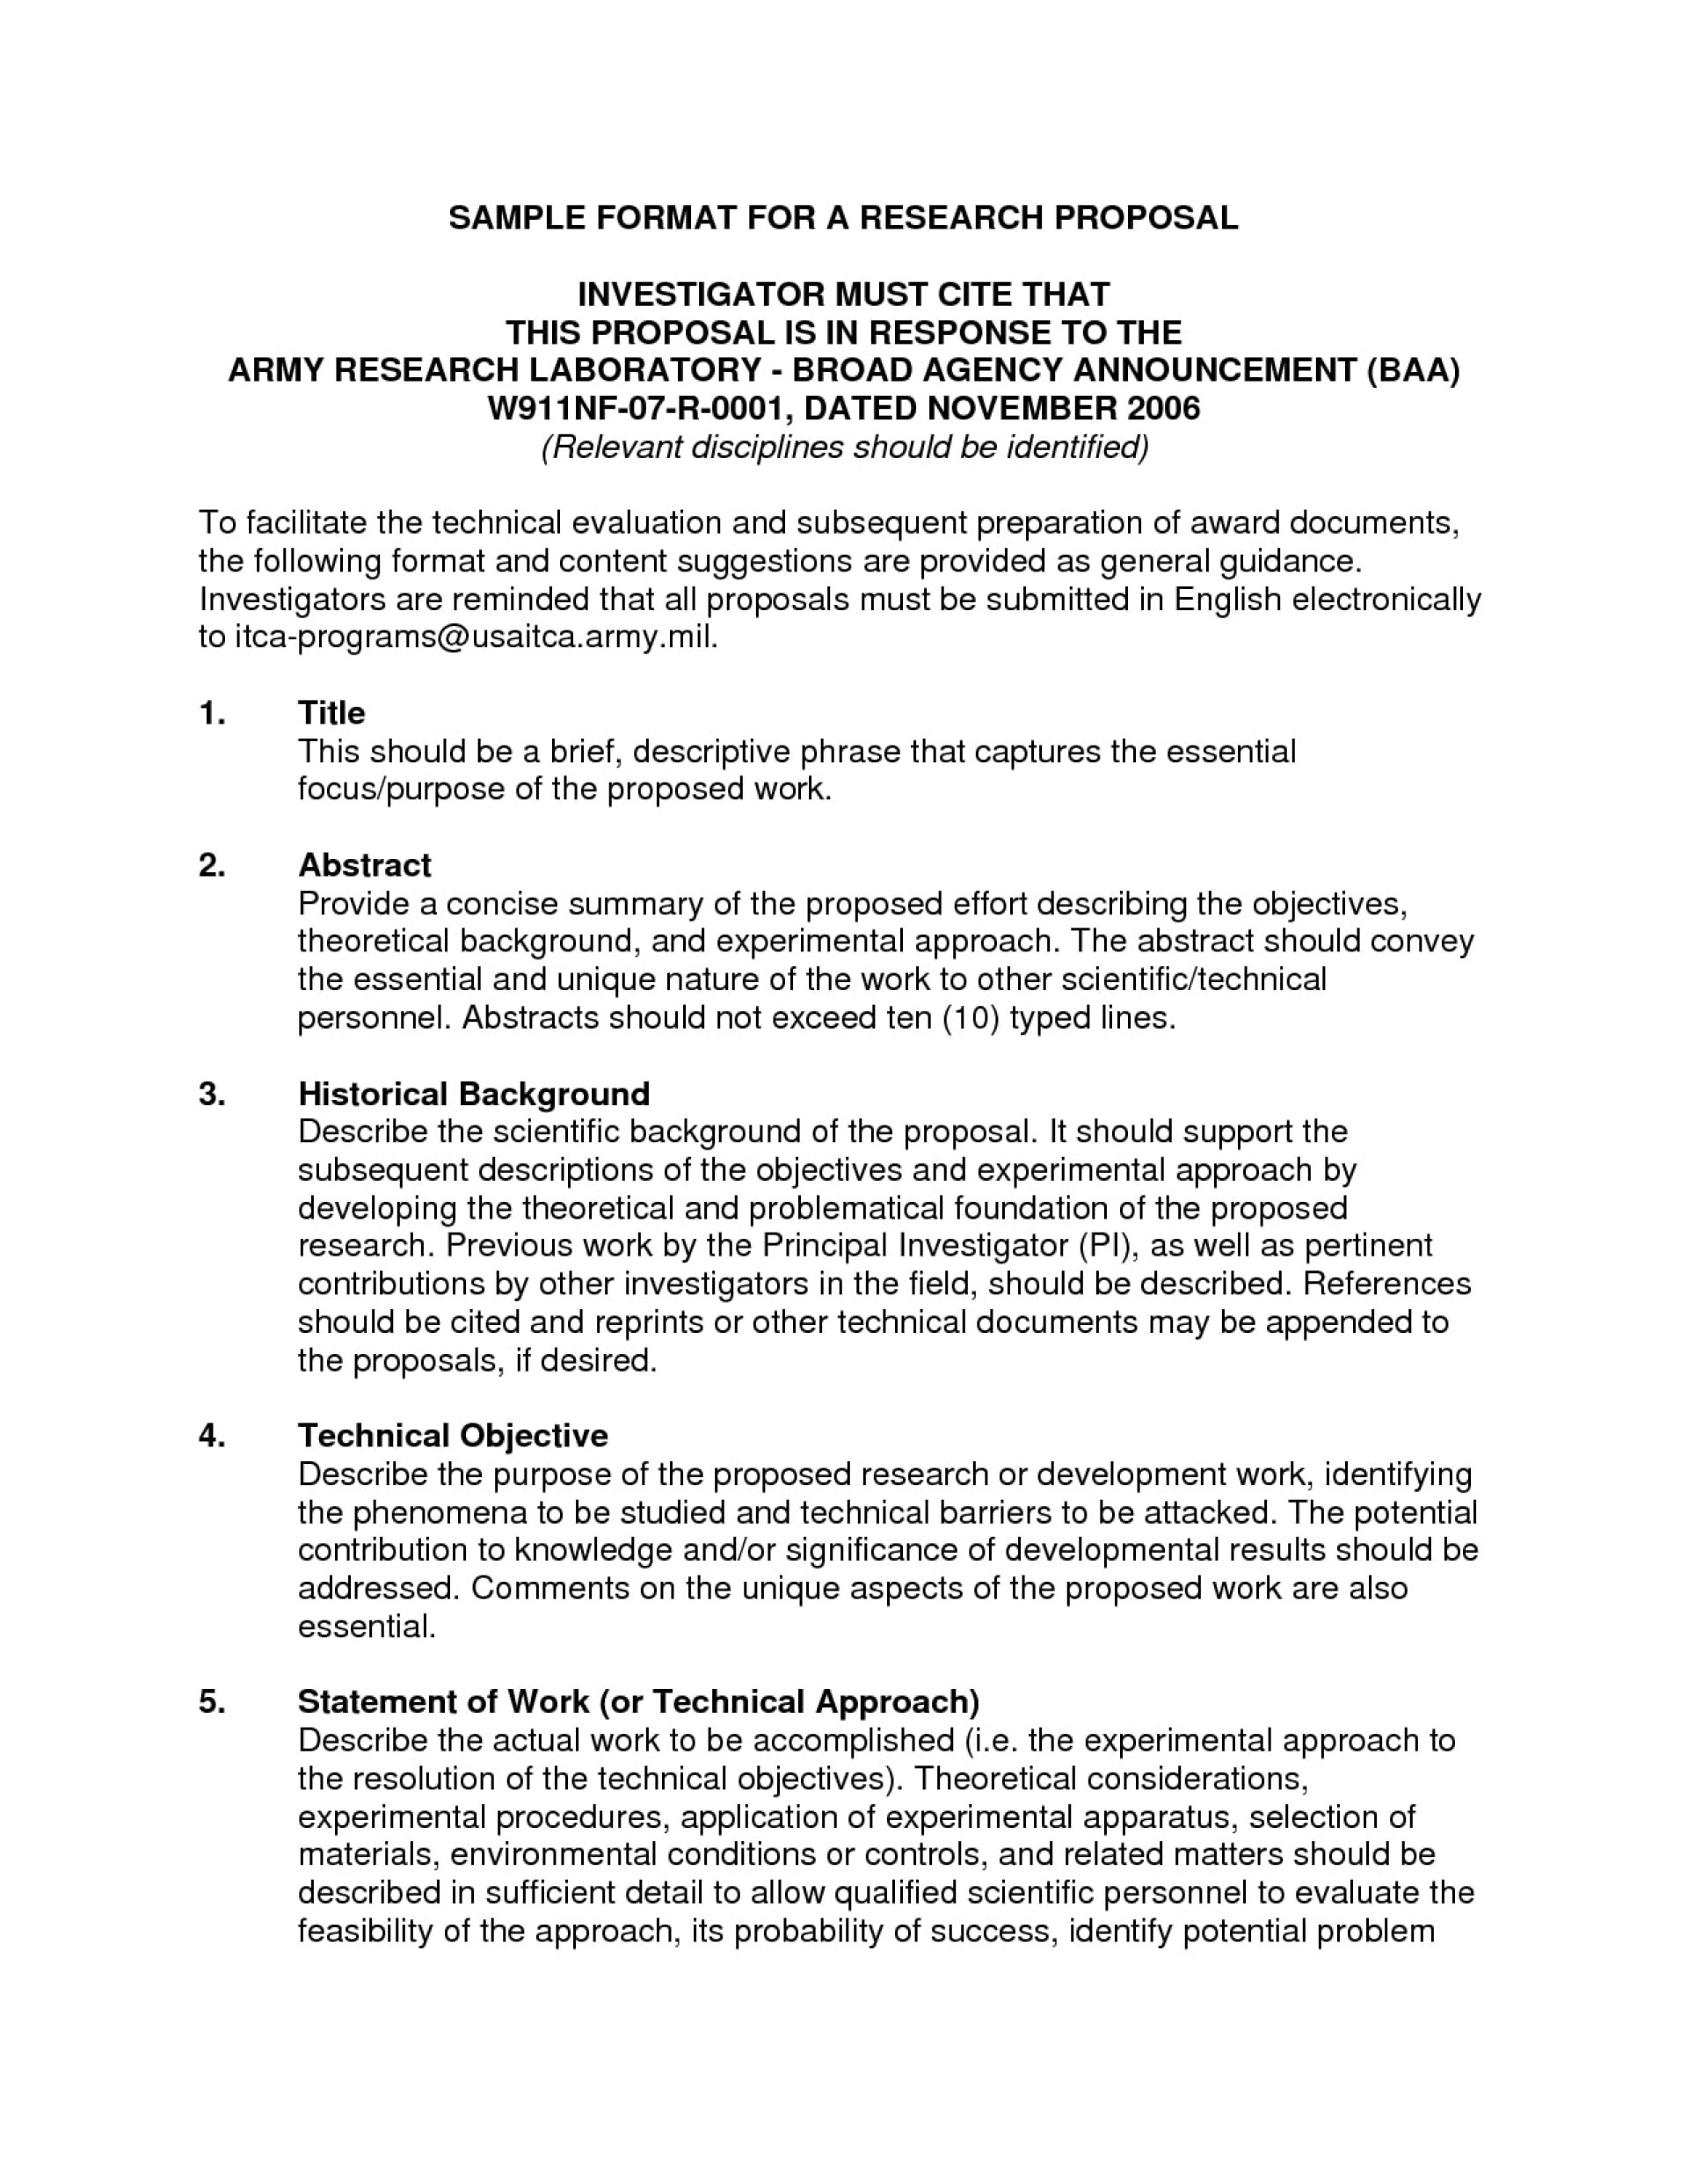 SAMPLE FORMAT FOR A RESEARCH PROPOSAL
INVESTIGATOR MUST CITE THAT
THIS PROPOSAL IS IN RESPONSE TO THE
ARMY RESEARCH LABORATORY - BROAD AGENCY ANNOUNCEMENT (BAA)
W911NF-07-R-0001, DATED NOVEMBER 2006
(Relevant disciplines should be identified)
To facilitate the technical evaluation and subsequent preparation of award documents,
the following format and content suggestions are provided as general guidance.
Investigators are reminded that all proposals must be submitted in English electronically
to itca-programs@usaitca.army.mil.
1. Title
This should be a brief, descriptive phrase that captures the essential
focus/purpose of the proposed work.
2. Abstract
Provide a concise summary of the proposed effort describing the objectives,
theoretical background, and experimental approach. The abstract should convey
the essential and unique nature of the work to other scientific/technical
personnel. Abstracts should not exceed ten (10) typed lines.
3. Historical Background
Describe the scientific background of the proposal. It should support the
subsequent descriptions of the objectives and experimental approach by
developing the theoretical and problematical foundation of the proposed
research. Previous work by the Principal Investigator (PI), as well as pertinent
contributions by other investigators in the field, should be described. References
should be cited and reprints or other technical documents may be appended to
the proposals, if desired.
4. Technical Objective
Describe the purpose of the proposed research or development work, identifying
the phenomena to be studied and technical barriers to be attacked. The potential
contribution to knowledge and/or significance of developmental results should be
addressed. Comments on the unique aspects of the proposed work are also
essential.
5. Statement of Work (or Technical Approach)
Describe the actual work to be accomplished (i.e. the experimental approach to
the resolution of the technical objectives). Theoretical considerations,
experimental procedures, application of experimental apparatus, selection of
materials, environmental conditions or controls, and related matters should be
described in sufficient detail to allow qualified scientific personnel to evaluate the
feasibility of the approach, its probability of success, identify potential problem